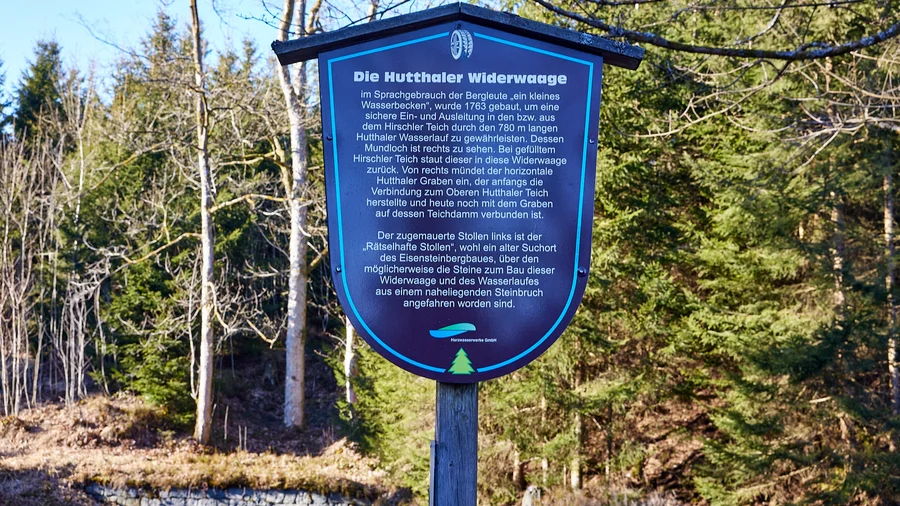 Die Hutthaler Widerwaage
im Sprachgebrauch der Bergleute „ein kleines
Wasserbecken“, wurde 1763 gebaut, um eine
sichere Ein- und Ausleitung in den bzw. aus
dem Hirschler Teich durch den 780 m langen
Hutthaler Wasserlauf zu gewährleisten. Dessen
Mundloch ist rechts zu sehen. Bei gefülltem
Hirschler Teich staut dieser in diese Widerwaage
zurück. Von rechts mündet der horizontale
Hutthaler Graben ein, der anfangs die
Verbindung zum Oberen Hutthaler Teich
herstellte und heute noch mit dem Graben
auf dessen Teichdamm verbunden ist.
Der zugemauerte Stollen links ist der
„Rätselhafte Stollen“, wohl ein alter Suchort
des Eisensteinbergbaues, über den
möglicherweise die Steine zum Bau dieser
Widerwaage und des Wasserlaufes
aus einem naheliegenden Steinbruch
angefahren worden sind.
Harzwasserwerke GmbH